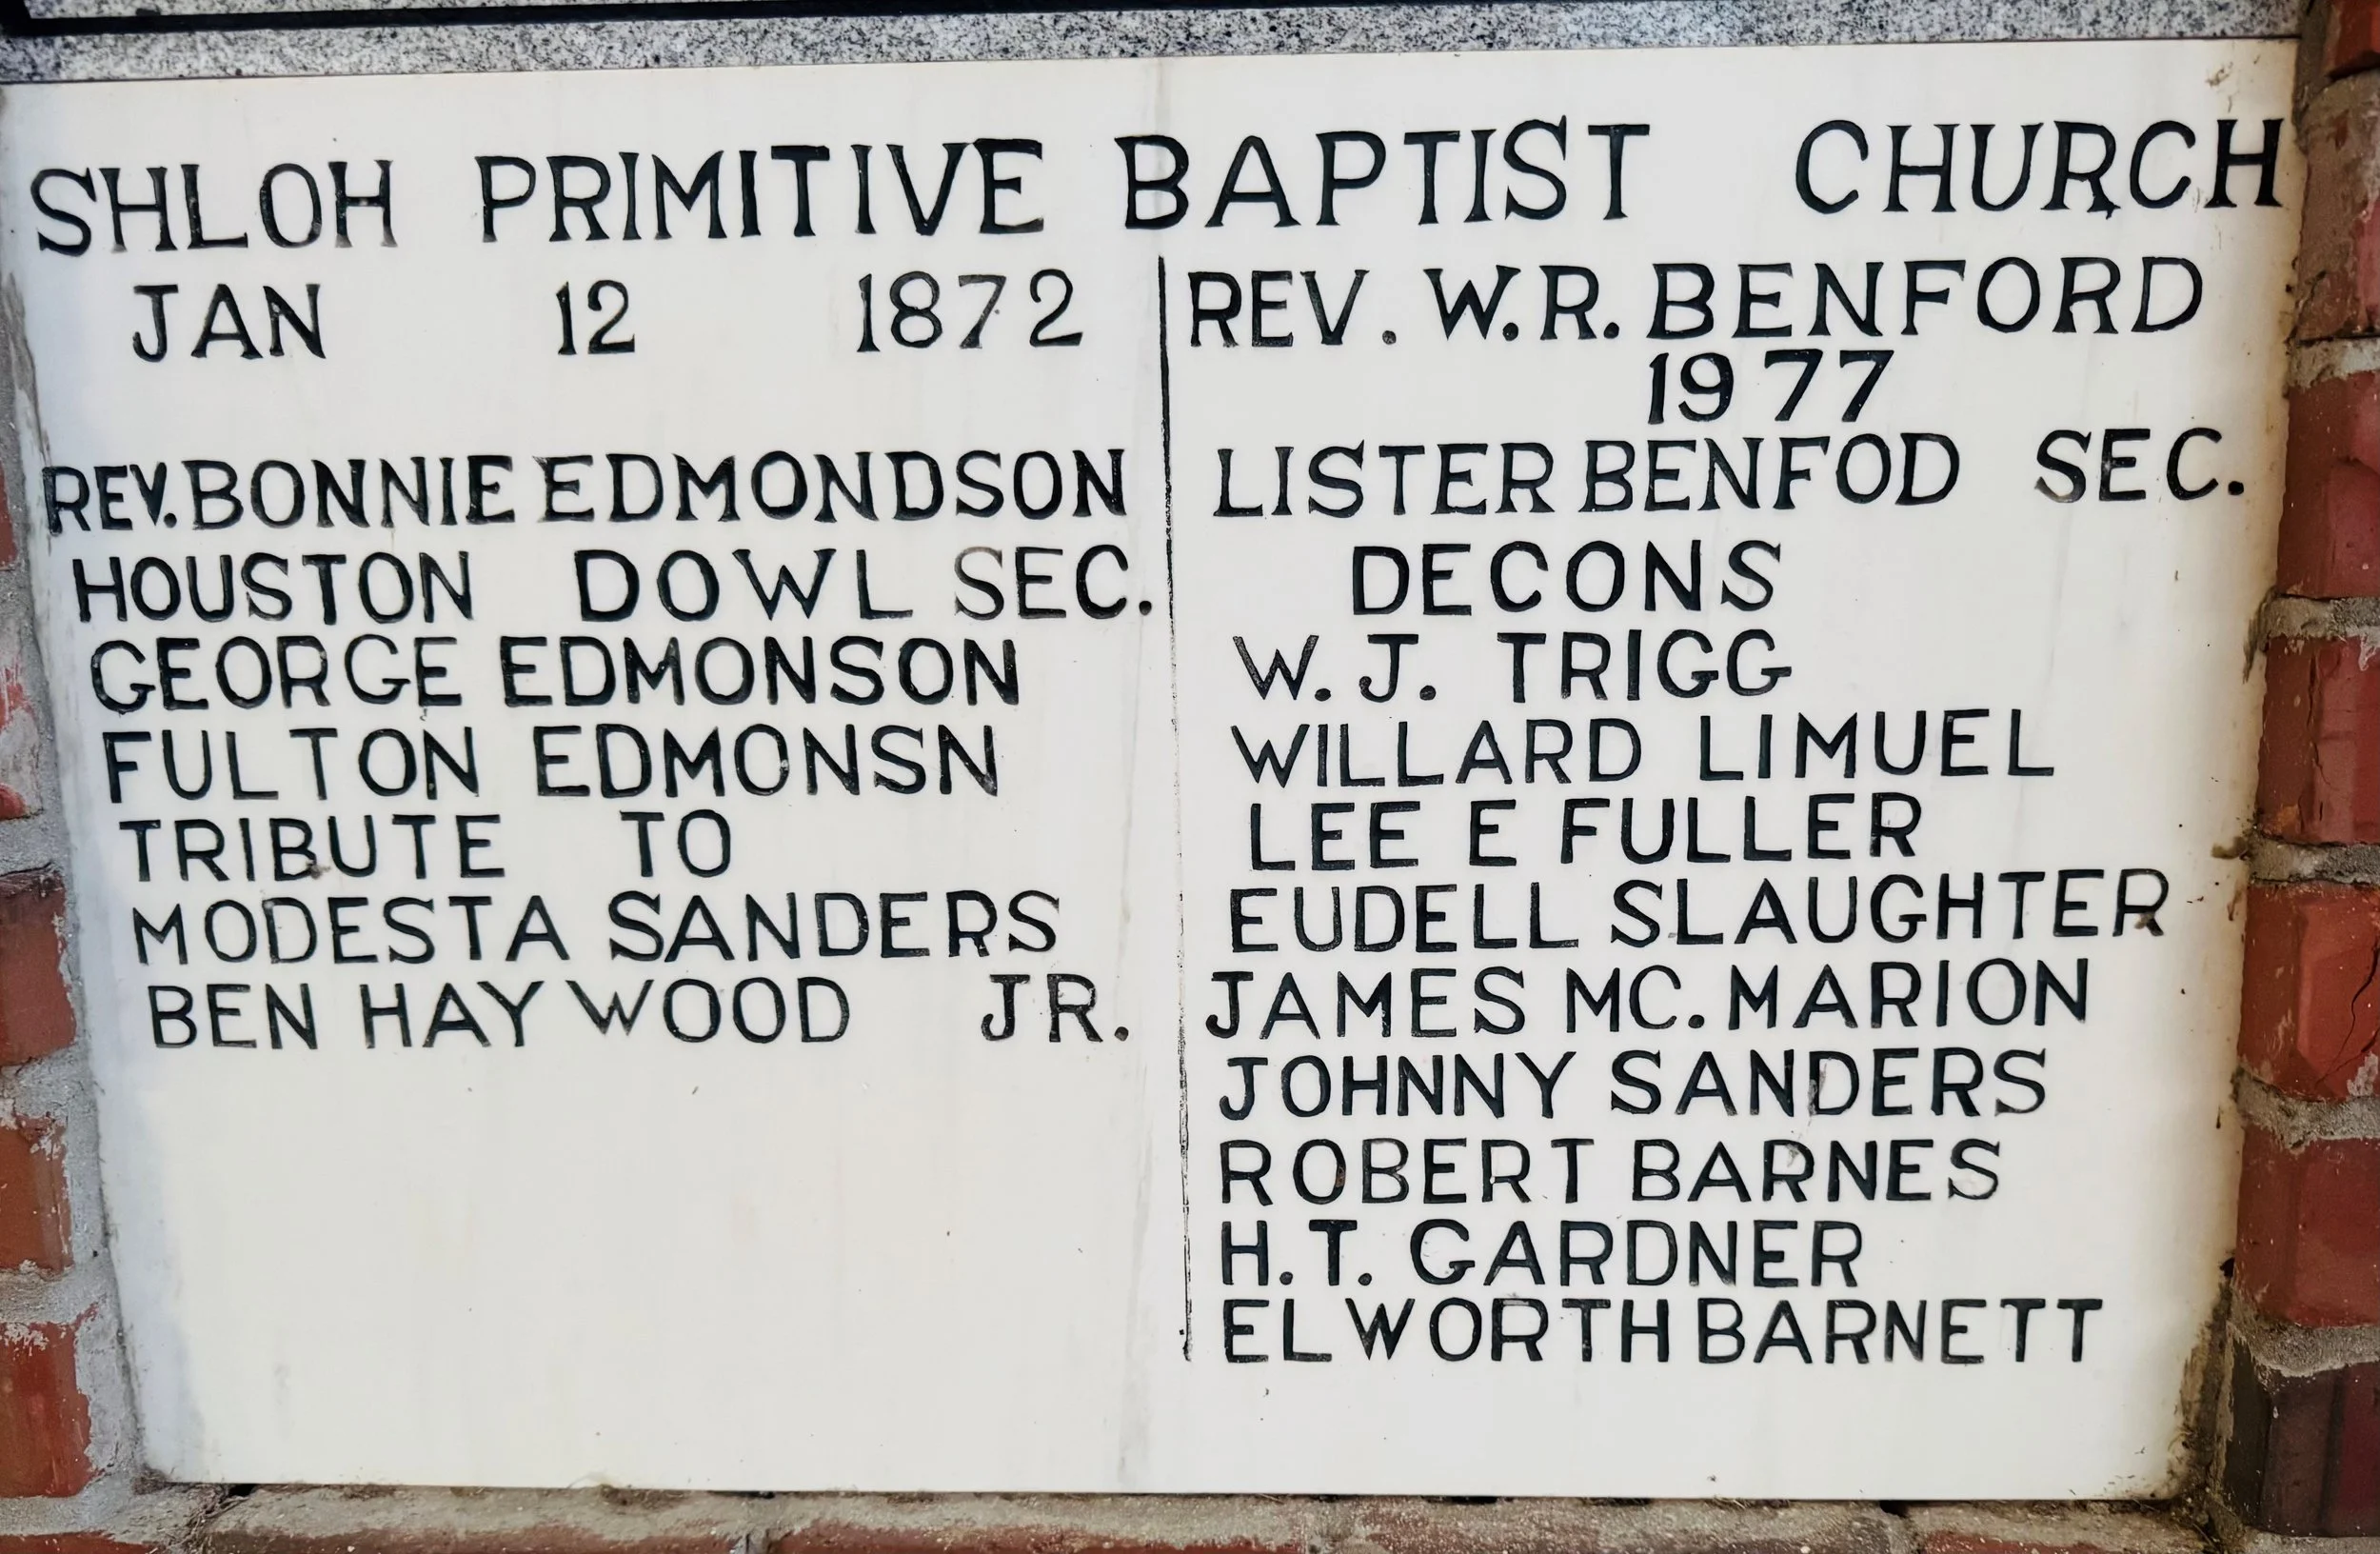 SHLOH PRIMITIVE BAPTIST CHURCH
JAN 12 1872
REV. BONNIE EDMONDSON
HOUSTON DOWL SEC.
GEORGE EDMONSON
FULTON EDMONSN
TRIBUTE TO
MODESTA SANDERS
BEN HAYWOOD JR.
REV. W.R. BENFORD
1977
LISTER BENFOD SEC.
DECONS
W. J. TRIGG
WILLARD LIMUEL
LEE E FULLER
EUDELL SLAUGHTER
JAMES MC. MARION
JOHNNY SANDERS
ROBERT BARNES
H.T. GARDNER
ELWORTH BARNETT